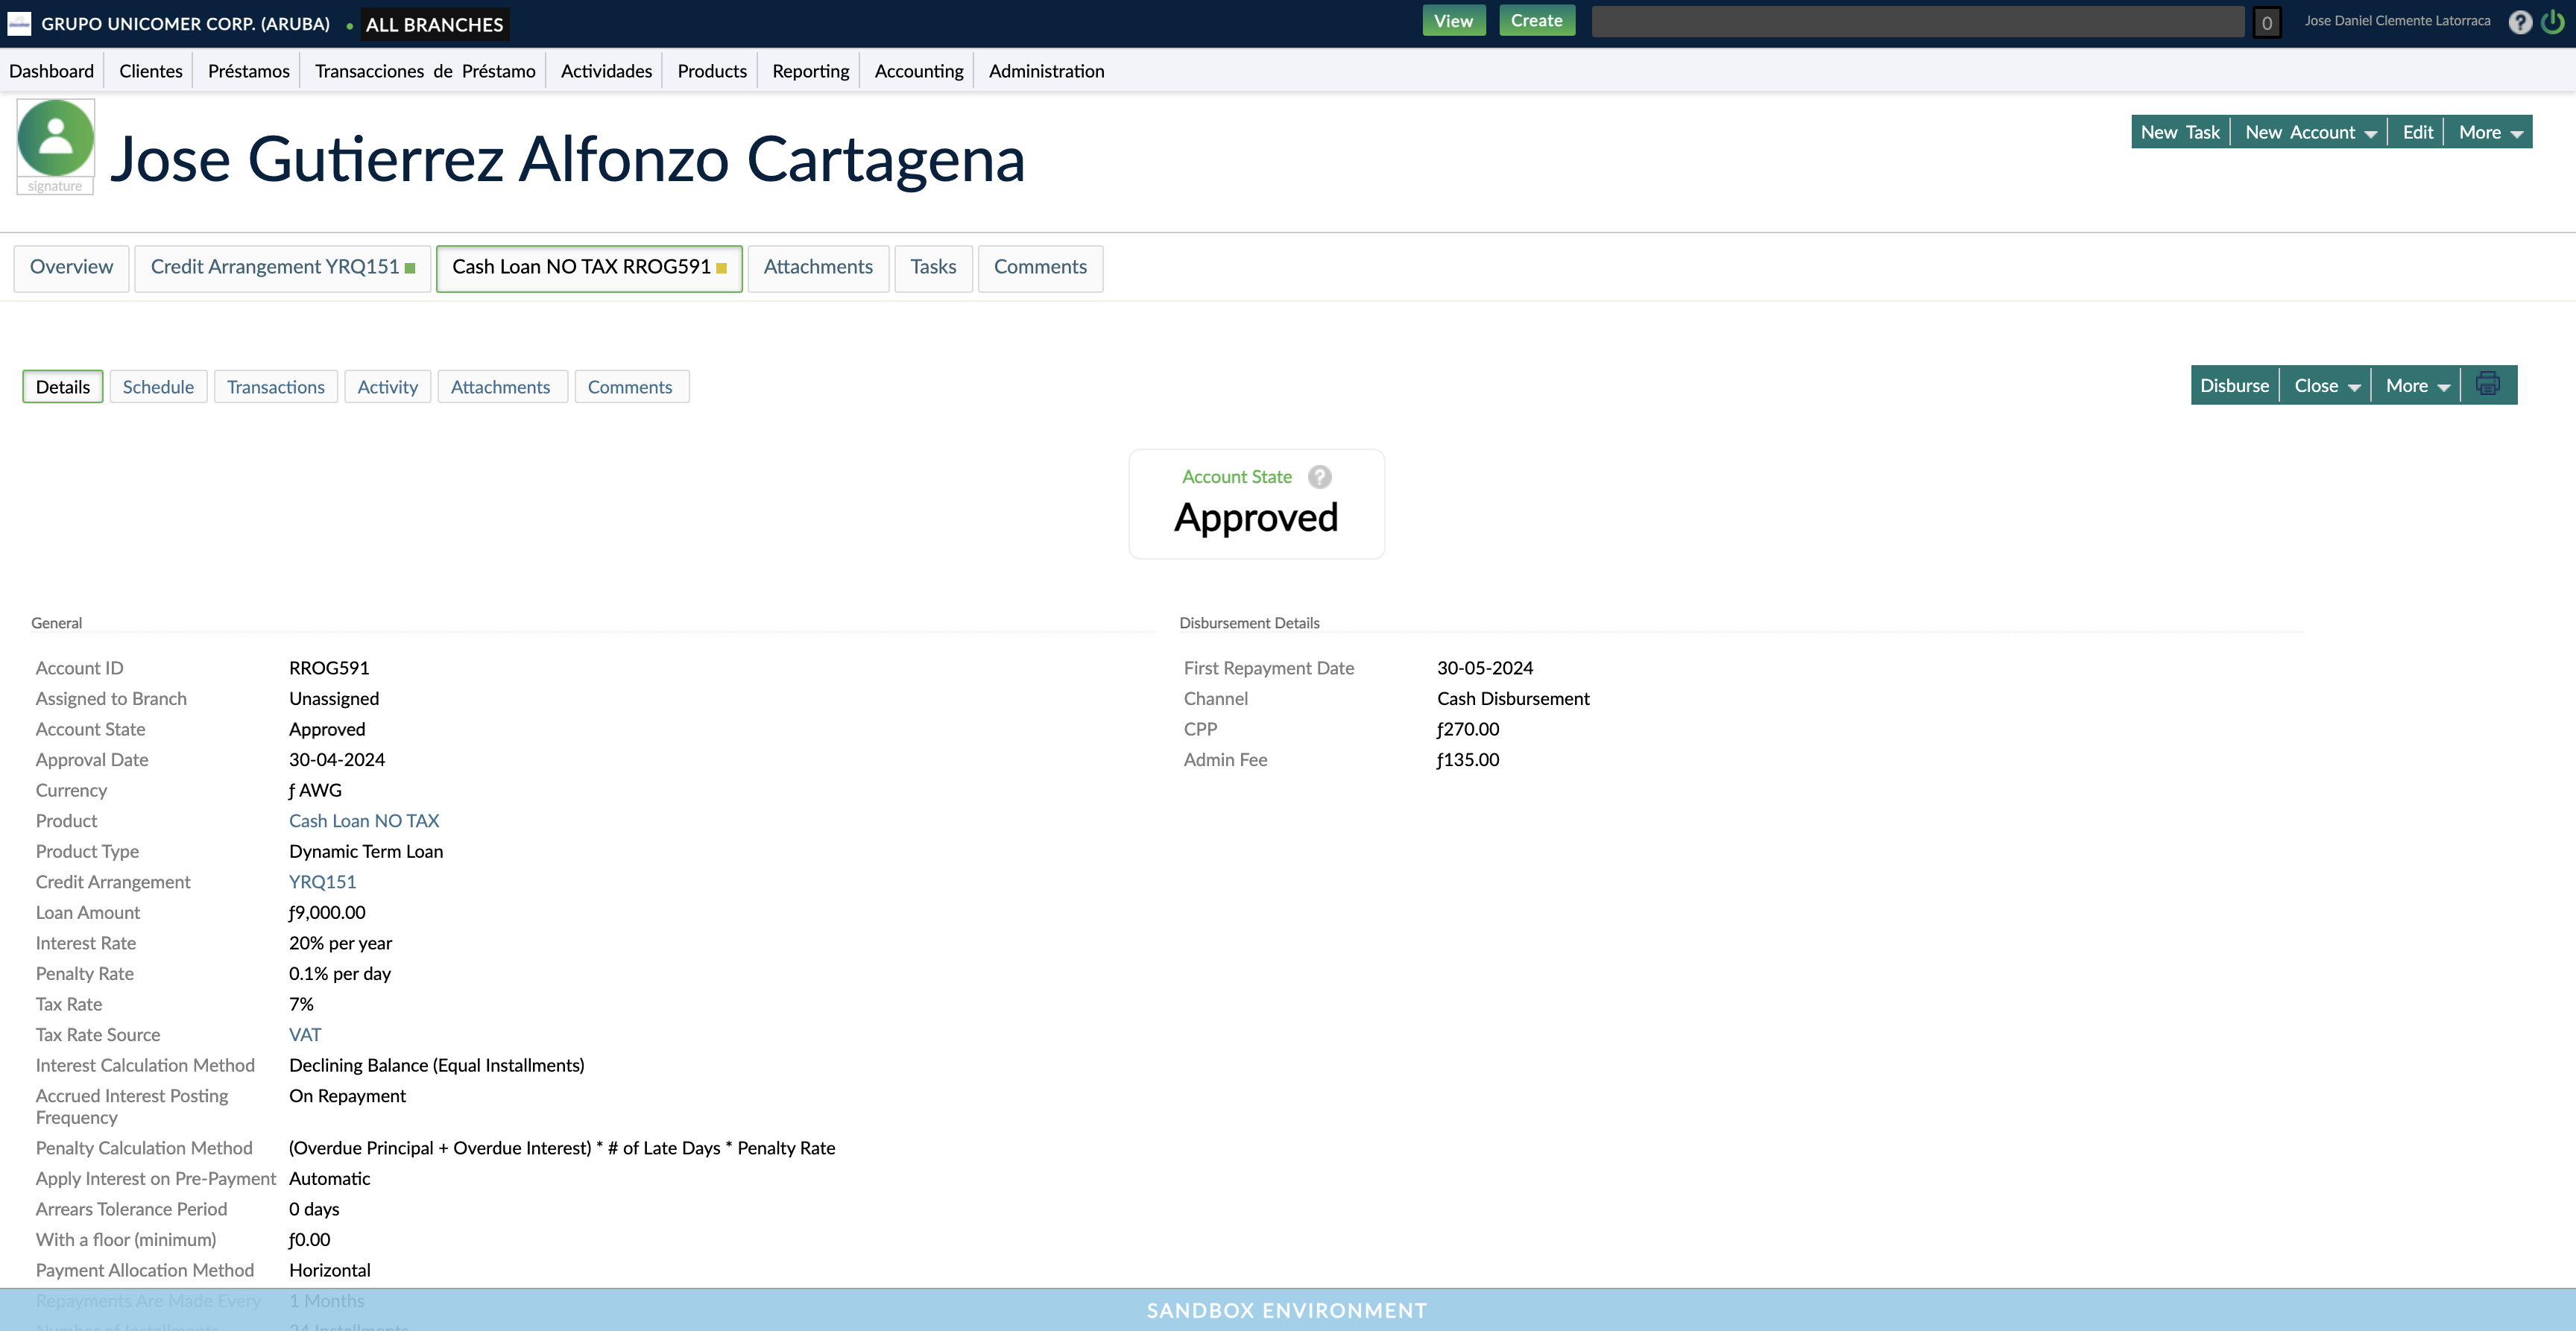 GRUPO UNICOMER CORP. (ARUBA) • ALL BRANCHES View Create 0 Jose Daniel Clemente Latorraca ?
Dashboard Clientes Préstamos Transacciones de Préstamo Actividades Products Reporting Accounting Administration
signature
Jose Gutierrez Alfonzo Cartagena
New Task New Account Edit More
Overview Credit Arrangement YRQ151 Cash Loan NO TAX RROG591 Attachments Tasks Comments
Details Schedule Transactions Activity Attachments Comments
Disburse Close More
Account State ?
Approved
General
Account ID RROG591
Assigned to Branch Unassigned
Account State Approved
Approval Date 30-04-2024
Currency ƒ AWG
Product Cash Loan NO TAX
Product Type Dynamic Term Loan
Credit Arrangement YRQ151
Loan Amount ƒ9,000.00
Interest Rate 20% per year
Penalty Rate 0.1% per day
Tax Rate 7%
Tax Rate Source VAT
Interest Calculation Method Declining Balance (Equal Installments)
Accrued Interest Posting On Repayment
Frequency
Penalty Calculation Method (Overdue Principal + Overdue Interest) * # of Late Days * Penalty Rate
Apply Interest on Pre-Payment Automatic
Arrears Tolerance Period 0 days
With a floor (minimum) ƒ0.00
Payment Allocation Method Horizontal
Repayments Are Made Every 1 Months
Number of Installments 24 Installments
Disbursement Details
First Repayment Date 30-05-2024
Channel Cash Disbursement
CPP ƒ270.00
Admin Fee ƒ135.00
SANDBOX ENVIRONMENT